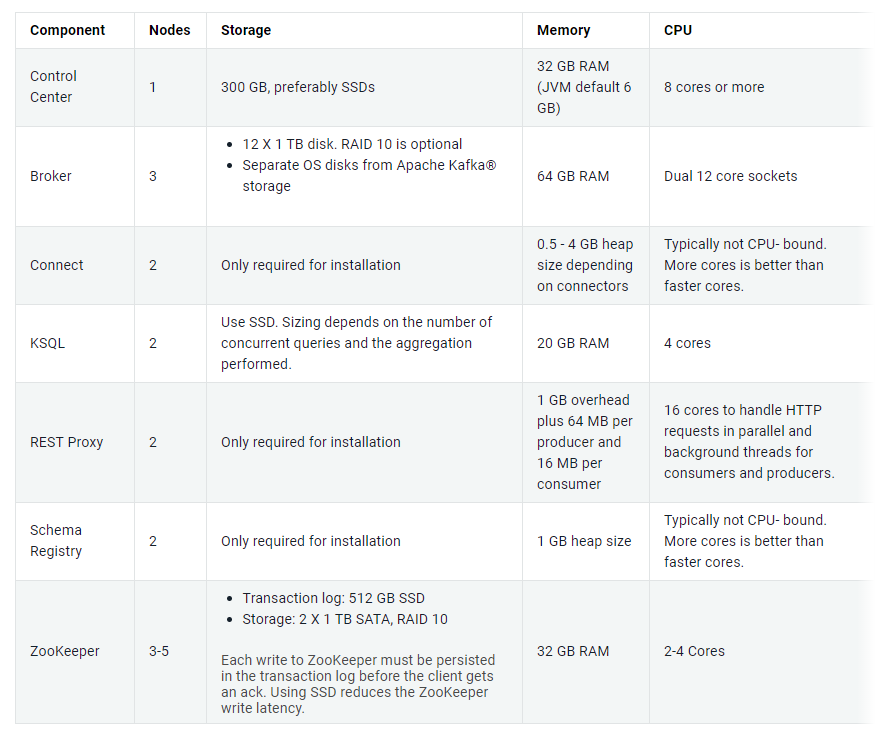 Component Nodes Storage Memory CPU
Control
Center
1
300 GB, preferably SSDs
32 GB RAM
(JVM default 6
GB)
8 cores or more
Broker
3
• 12 X 1 TB disk. RAID 10 is optional
• Separate OS disks from Apache Kafka®
storage
64 GB RAM
Dual 12 core sockets
Connect
2
Only required for installation
0.5 - 4 GB heap
size depending
on connectors
Typically not CPU- bound.
More cores is better than
faster cores.
KSQL
2
Use SSD. Sizing depends on the number of
concurrent queries and the aggregation
performed.
20 GB RAM
4 cores
REST Proxy
2
Only required for installation
1 GB overhead
plus 64 MB per
producer and
16 MB per
consumer
16 cores to handle HTTP
requests in parallel and
background threads for
consumers and producers.
Schema
Registry
2
Only required for installation
1 GB heap size
Typically not CPU- bound.
More cores is better than
faster cores.
ZooKeeper
3-5
• Transaction log: 512 GB SSD
• Storage: 2 X 1 TB SATA, RAID 10
Each write to ZooKeeper must be persisted
in the transaction log before the client gets
an ack. Using SSD reduces the ZooKeeper
write latency.
32 GB RAM
2-4 Cores